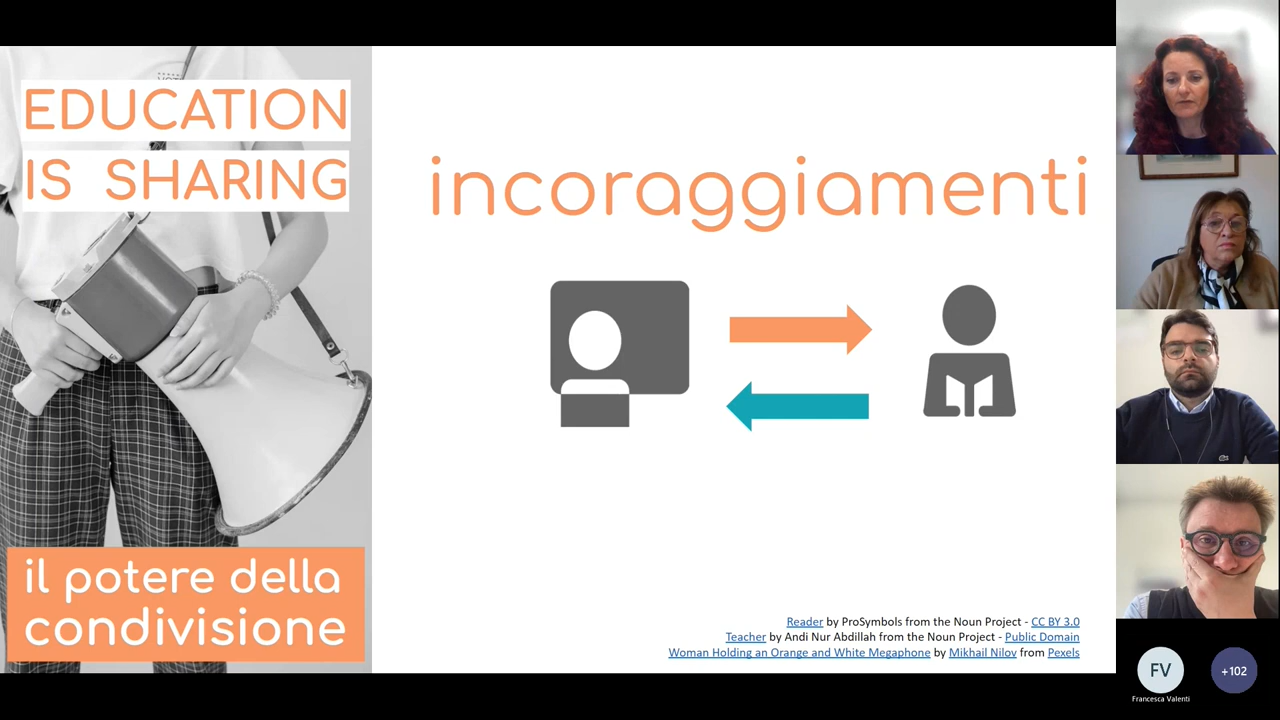 EDUCATION
IS SHARING
il potere della
condivisione
incoraggiamenti
Reader by ProSymbols from the Noun Project - CC BY 3.0
Teacher by Andi Nur Abdillah from the Noun Project - Public Domain
Woman Holding an Orange and White Megaphone by Mikhail Nilov from Pexels
FV
Francesca Valenti
+102